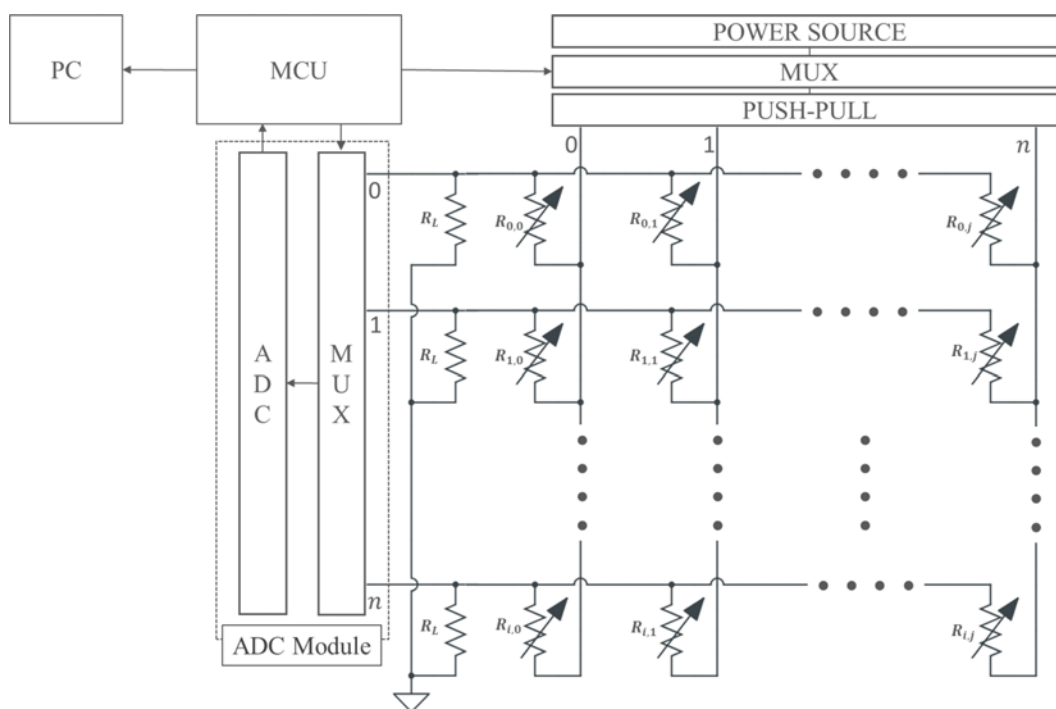 PC
MCU
POWER SOURCE
MUX
PUSH-PULL
0
1
n
0
R_L
R_{0,0}
R_{0,1}
R_{0,j}
1
R_L
R_{1,0}
R_{1,1}
R_{1,j}
A
D
C
M
U
X
n
R_L
R_{i,0}
R_{i,1}
R_{i,j}
ADC Module